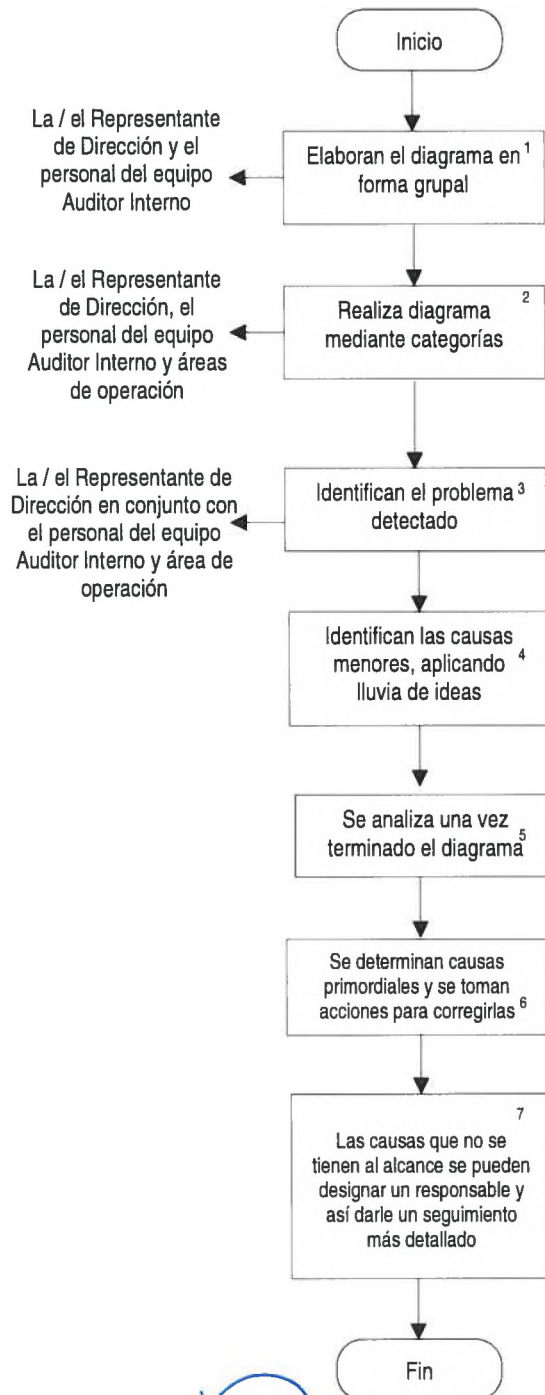 Inicio
La / el Representante
de Dirección y el
personal del equipo
Auditor Interno
Elaboran el diagrama en 1
forma grupal
La / el Representante
de Dirección, el
personal del equipo
Auditor Interno y áreas
de operación
2
Realiza diagrama
mediante categorías
La / el Representante de
Dirección en conjunto con
el personal del equipo
Auditor Interno y área de
operación
Identifican el problema 3
detectado
Identifican las causas
menores, aplicando 4
lluvia de ideas
Se analiza una vez
terminado el diagrama 5
Se determinan causas
primordiales y se toman
acciones para corregirlas 6
7
Las causas que no se
tienen al alcance se pueden
designar un responsable y
así darle un seguimiento
más detallado
Fin